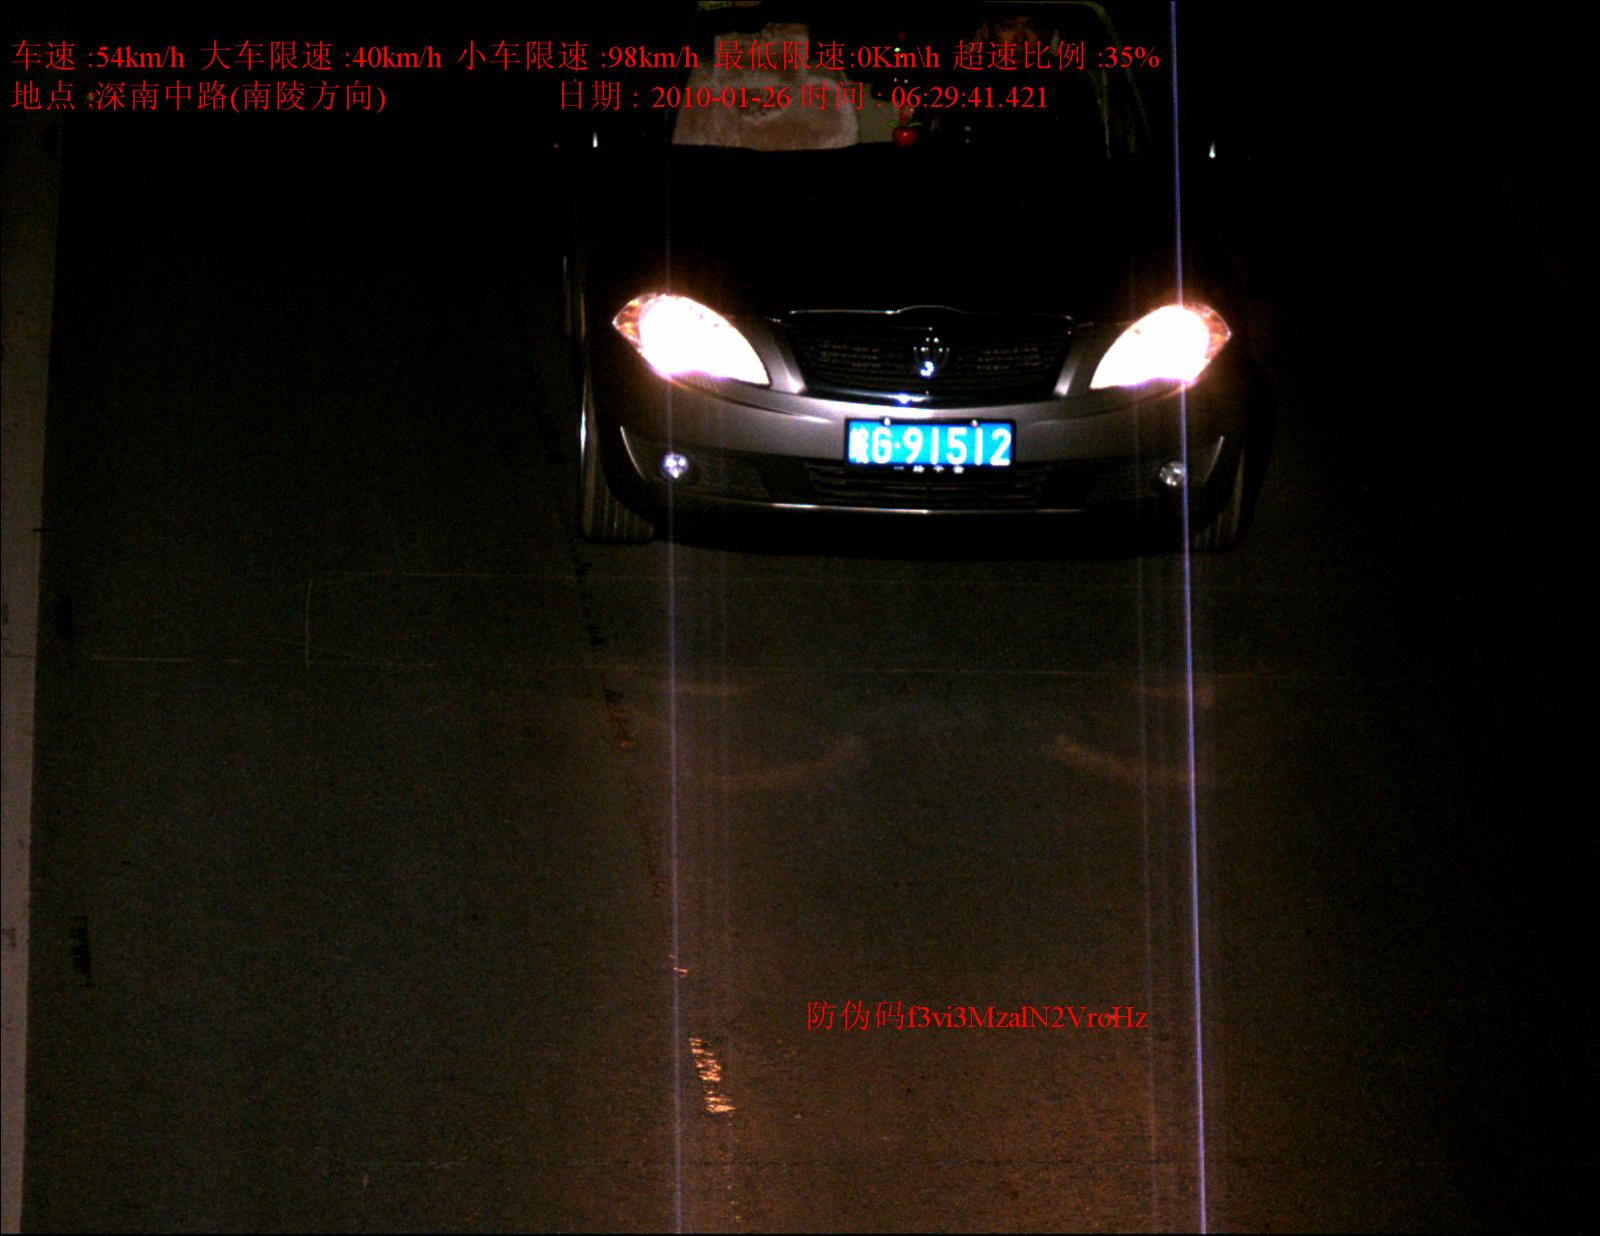 车速 :54km/h 大车限速 :40km/h 小车限速 :98km/h 最低限速:0Km\h 超速比例 :35%
地点 :深南中路(南陵方向) 日期 : 2010-01-26 时间 : 06:29:41.421
皖G·91512
防伪码f3vi3MzalN2VroHz